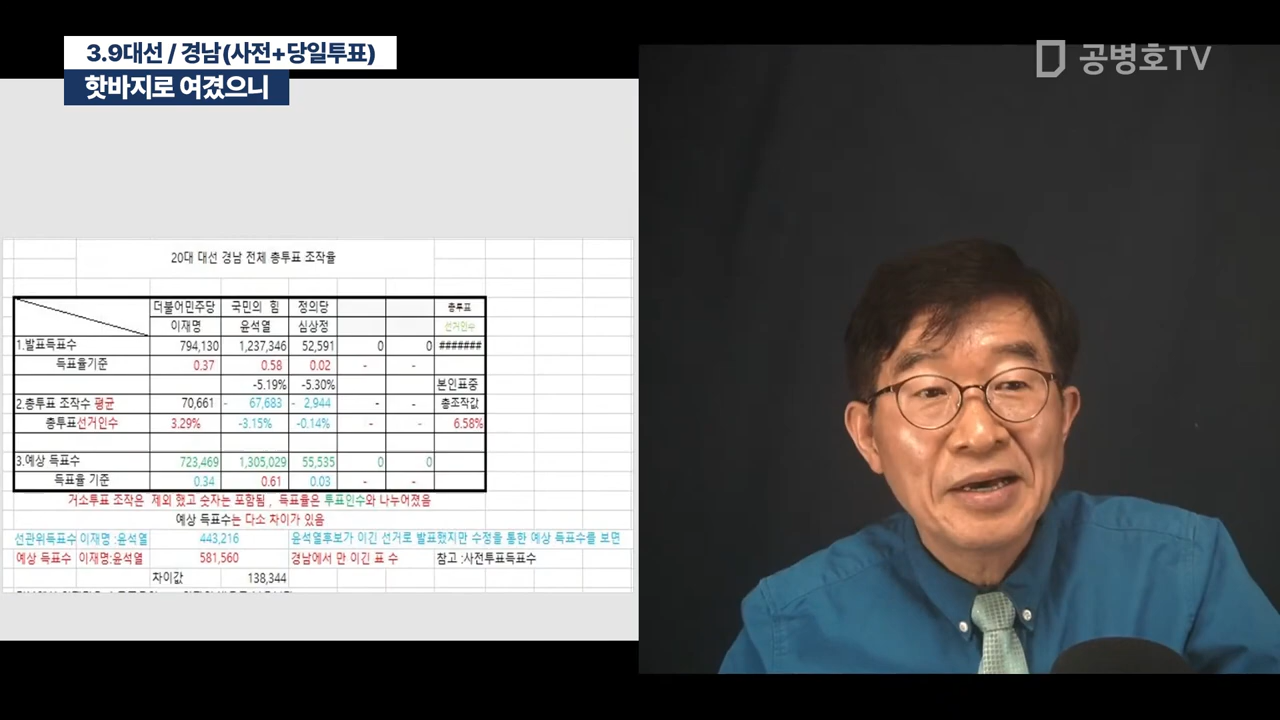 3.9대선 / 경남(사전+당일투표)
핫바지로 여겼으니
공병호TV
20대 대선 경남 전체 총투표 조작율
더불어민주당 국민의 힘 정의당 총투표
이재명 윤석열 심상정 선거인수
1.발표득표수 794,130 1,237,346 52,591 0 0 #######
득표율기준 0.37 0.58 0.02 - -
-5.19% -5.30% 본인표중
2.총투표 조작수 평균 70,661 - 67,683 - 2,944 - - 총조작값
총투표선거인수 3.29% -3.15% -0.14% - - 6.58%
3.예상 득표수 723,469 1,305,029 55,535 0 0
득표율 기준 0.34 0.61 0.03 - -
거소투표 조작은 제외 했고 숫자는 포함됨 , 득표율은 투표인수와 나누어졌음
예상 득표수는 다소 차이가 있음
선관위득표수 이재명 :윤석열 443,216 윤석열후보가 이긴 선거로 발표했지만 수정을 통한 예상 득표수를 보면
예상 득표수 이재명:윤석열 581,560 경남에서 만 이긴 표 수 참고 :사전투표득표수
차이값 138,344